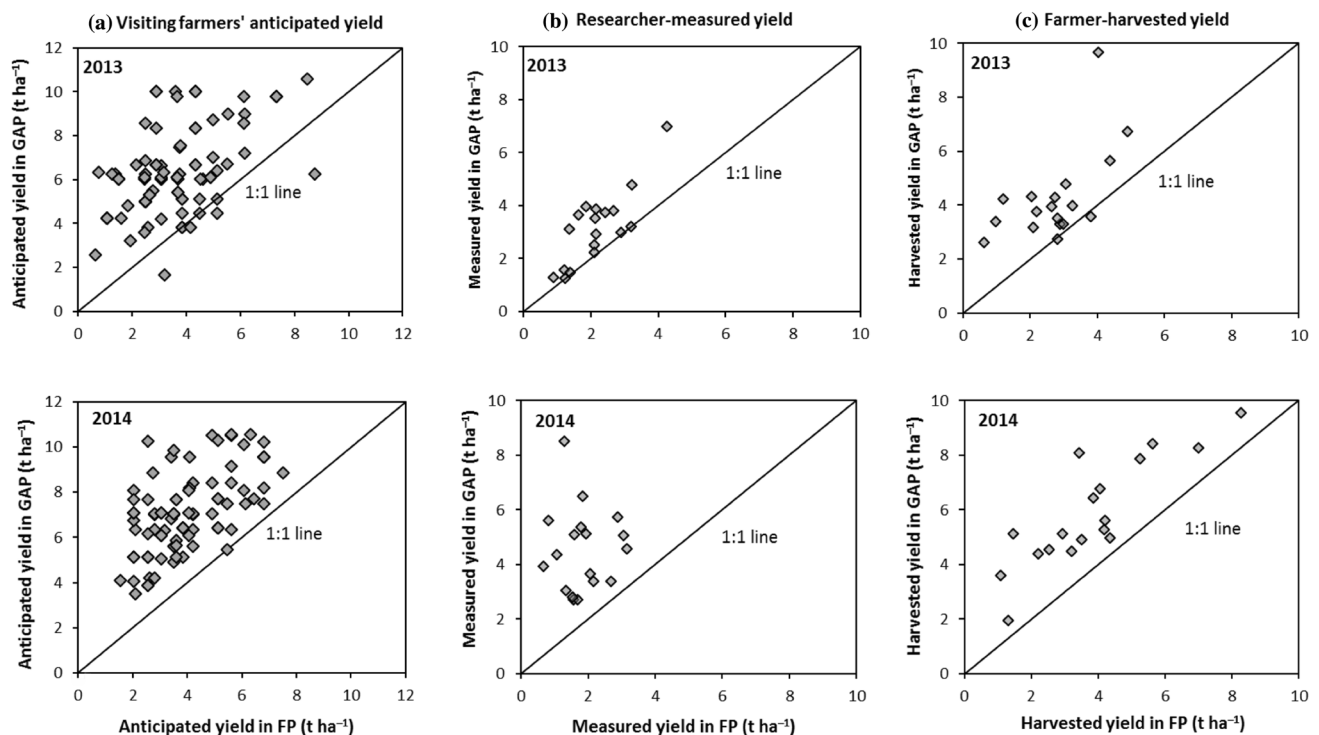 (a) Visiting farmers' anticipated yield
(b) Researcher-measured yield
(c) Farmer-harvested yield
2013
Anticipated yield in GAP (t ha⁻¹)
12
10
8
6
4
2
0
0 2 4 6 8 10 12
1:1 line
2013
Measured yield in GAP (t ha⁻¹)
10
8
6
4
2
0
0 2 4 6 8 10
1:1 line
2013
Harvested yield in GAP (t ha⁻¹)
10
8
6
4
2
0
0 2 4 6 8 10
1:1 line
2014
Anticipated yield in GAP (t ha⁻¹)
12
10
8
6
4
2
0
0 2 4 6 8 10 12
1:1 line
Anticipated yield in FP (t ha⁻¹)
2014
Measured yield in GAP (t ha⁻¹)
10
8
6
4
2
0
0 2 4 6 8 10
1:1 line
Measured yield in FP (t ha⁻¹)
2014
Harvested yield in GAP (t ha⁻¹)
10
8
6
4
2
0
0 2 4 6 8 10
1:1 line
Harvested yield in FP (t ha⁻¹)